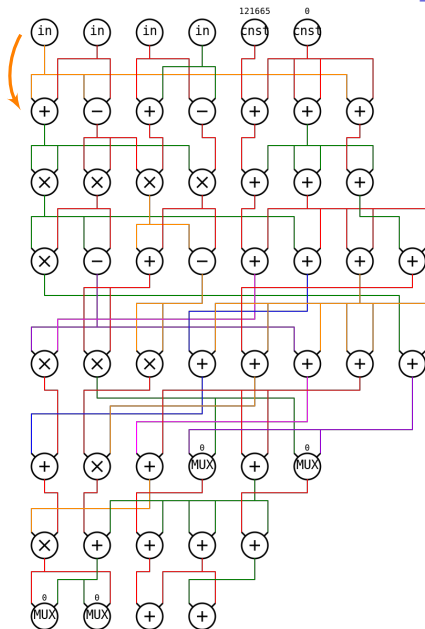 121665 0
in in in in cnst cnst
+ − + − + + +
× × × × + + +
× − + − + + + +
× × × + + + + +
0 0
+ × + MUX + MUX
× + + + +
0 0
MUX MUX + +